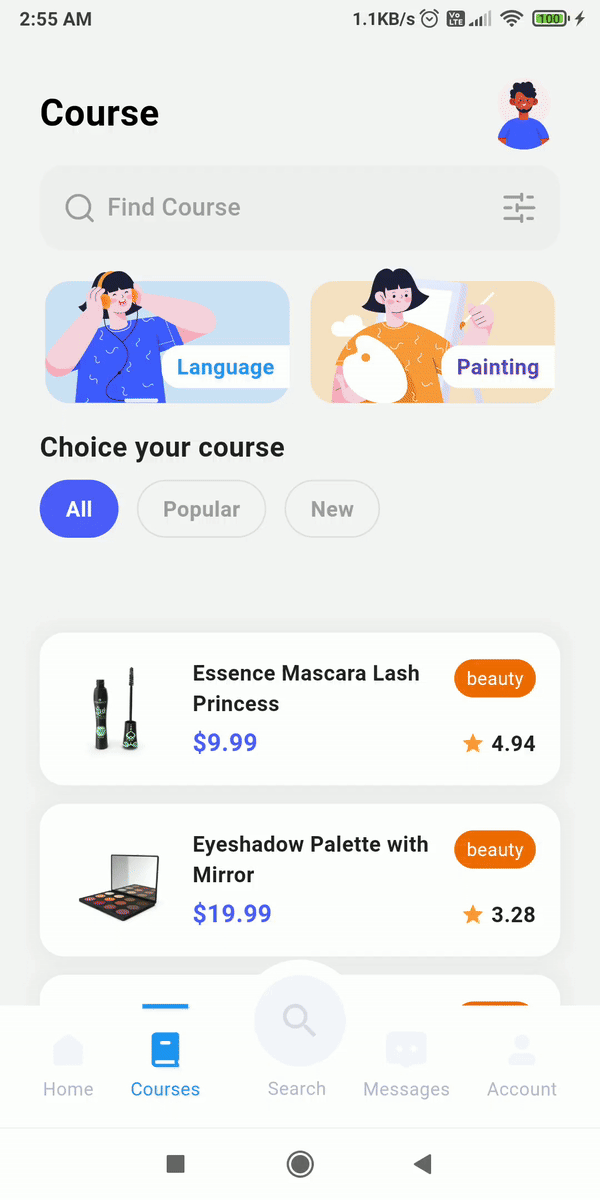 2:55 AM 1.1KB/s Vo LTE 100
Course
Find Course
Language Painting
Choice your course
All Popular New
Essence Mascara Lash beauty
Princess
$9.99 4.94
Eyeshadow Palette with beauty
Mirror
$19.99 3.28
Home Courses Search Messages Account